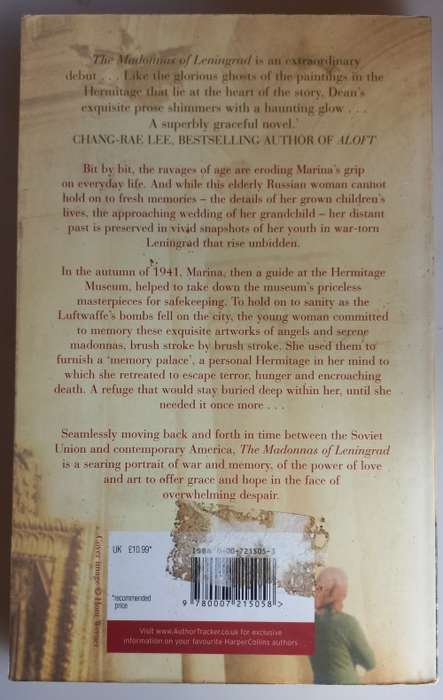 The Madonnas of Leningrad is an extraordinary
debut . . . Like the glorious ghosts of the paintings in the
Hermitage that lie at the heart of the story, Dean's
exquisite prose shimmers with a haunting glow . . .
A superbly graceful novel.'
CHANG-RAE LEE, BESTSELLING AUTHOR OF ALOFT
Bit by bit, the ravages of age are eroding Marina's grip
on everyday life. And while this elderly Russian woman cannot
hold on to fresh memories – the details of her grown children's
lives, the approaching wedding of her grandchild – her distant
past is preserved in vivid snapshots of her youth in war-torn
Leningrad that rise unbidden.
In the autumn of 1941, Marina, then a guide at the Hermitage
Museum, helped to take down the museum's priceless
masterpieces for safekeeping. To hold on to sanity as the
Luftwaffe's bombs fell on the city, the young woman committed
to memory these exquisite artworks of angels and serene
madonnas, brush stroke by brush stroke. She used them to
furnish a 'memory palace', a personal Hermitage in her mind to
which she retreated to escape terror, hunger and encroaching
death. A refuge that would stay buried deep within her, until she
needed it once more . . .
Seamlessly moving back and forth in time between the Soviet
Union and contemporary America, The Madonnas of Leningrad
is a searing portrait of war and memory, of the power of love
and art to offer grace and hope in the face of
overwhelming despair.
UK £10.99*
*recommended
price
ISBN 0-00-721505-3
9 780007 215058 >
Visit www.AuthorTracker.co.uk for exclusive
information on your favourite HarperCollins authors
Cover image ©